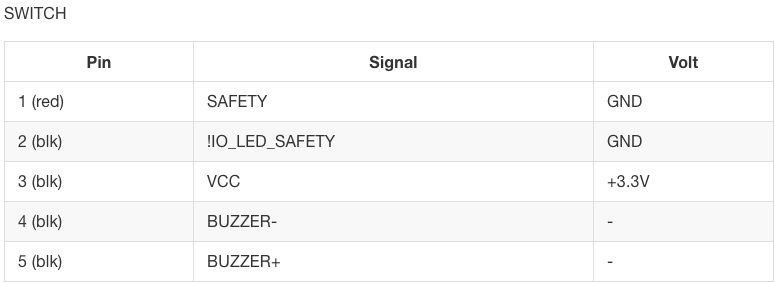 SWITCH
Pin Signal Volt
1 (red) SAFETY GND
2 (blk) !IO_LED_SAFETY GND
3 (blk) VCC +3.3V
4 (blk) BUZZER- -
5 (blk) BUZZER+ -